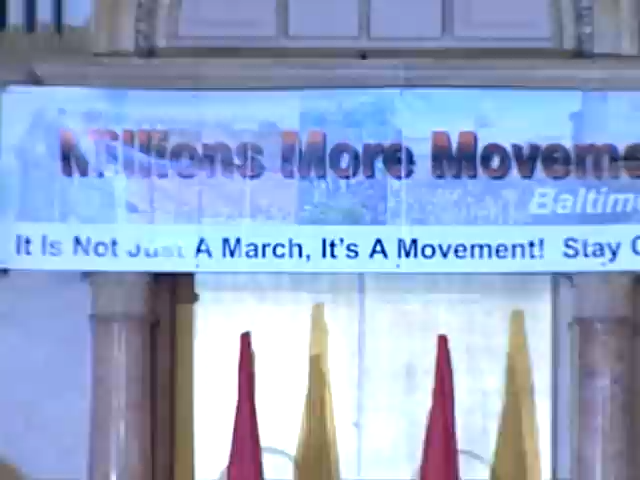 Millions More Moveme
Baltim
It Is Not Just A March, It's A Movement! Stay